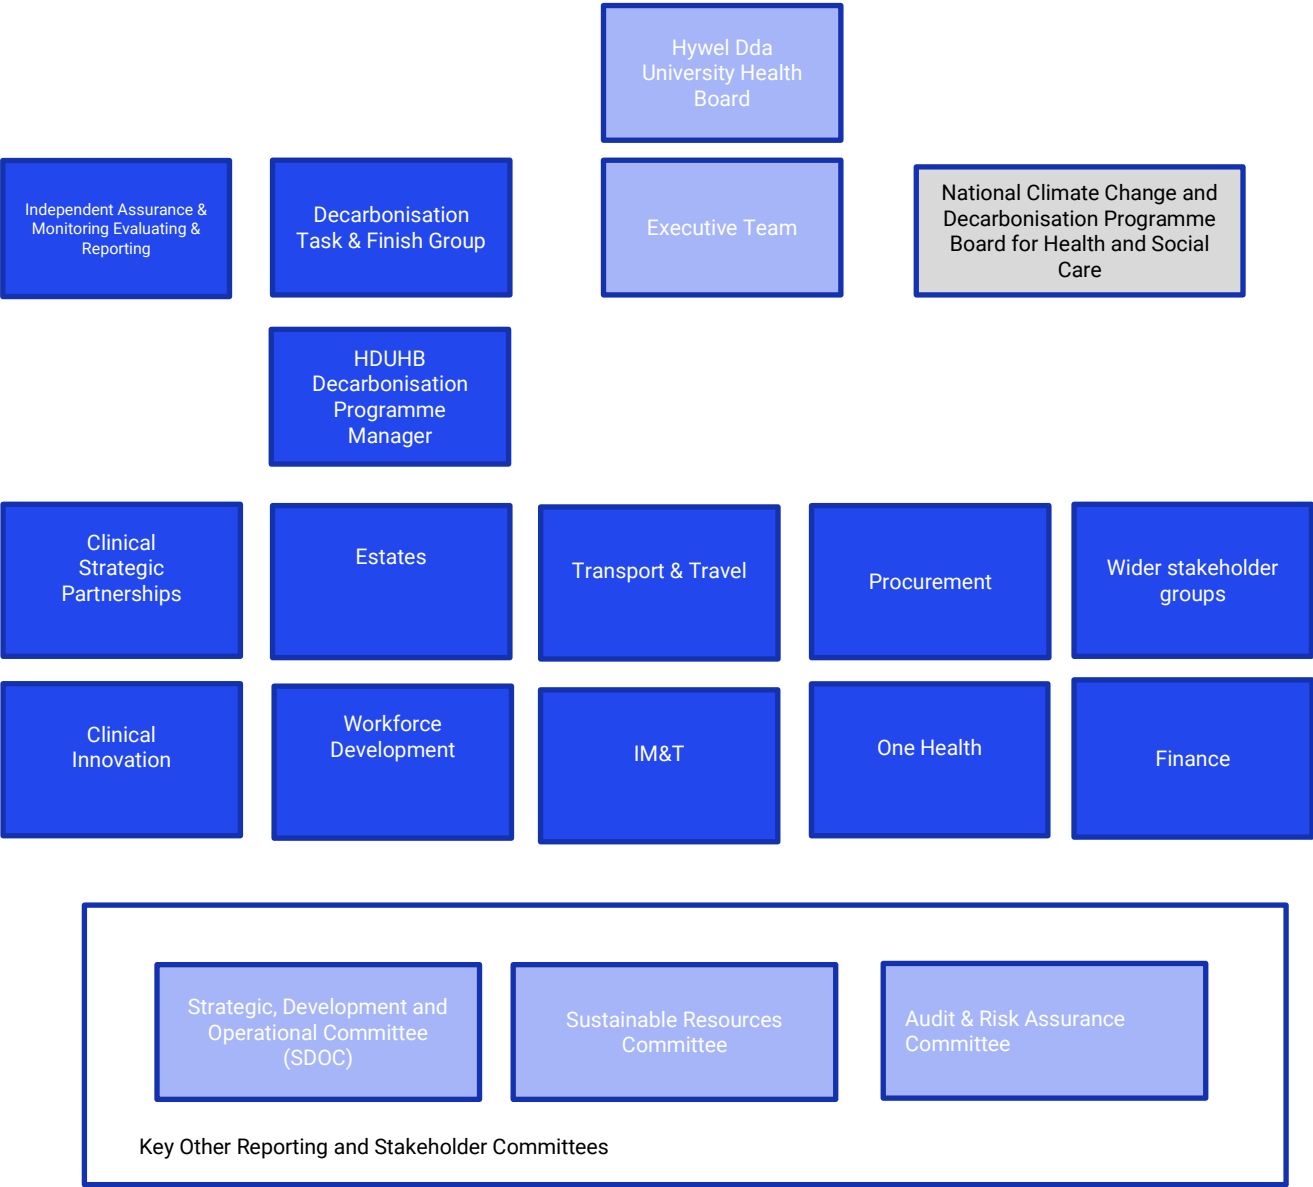 Hywel Dda
University Health
Board
Independent Assurance &
Monitoring Evaluating &
Reporting
Decarbonisation
Task & Finish Group
Executive Team
National Climate Change and
Decarbonisation Programme
Board for Health and Social
Care
HDUHB
Decarbonisation
Programme
Manager
Clinical
Strategic
Partnerships
Estates
Transport & Travel
Procurement
Wider stakeholder
groups
Clinical
Innovation
Workforce
Development
IM&T
One Health
Finance
Strategic, Development and
Operational Committee
(SDOC)
Sustainable Resources
Committee
Audit & Risk Assurance
Committee
Key Other Reporting and Stakeholder Committees